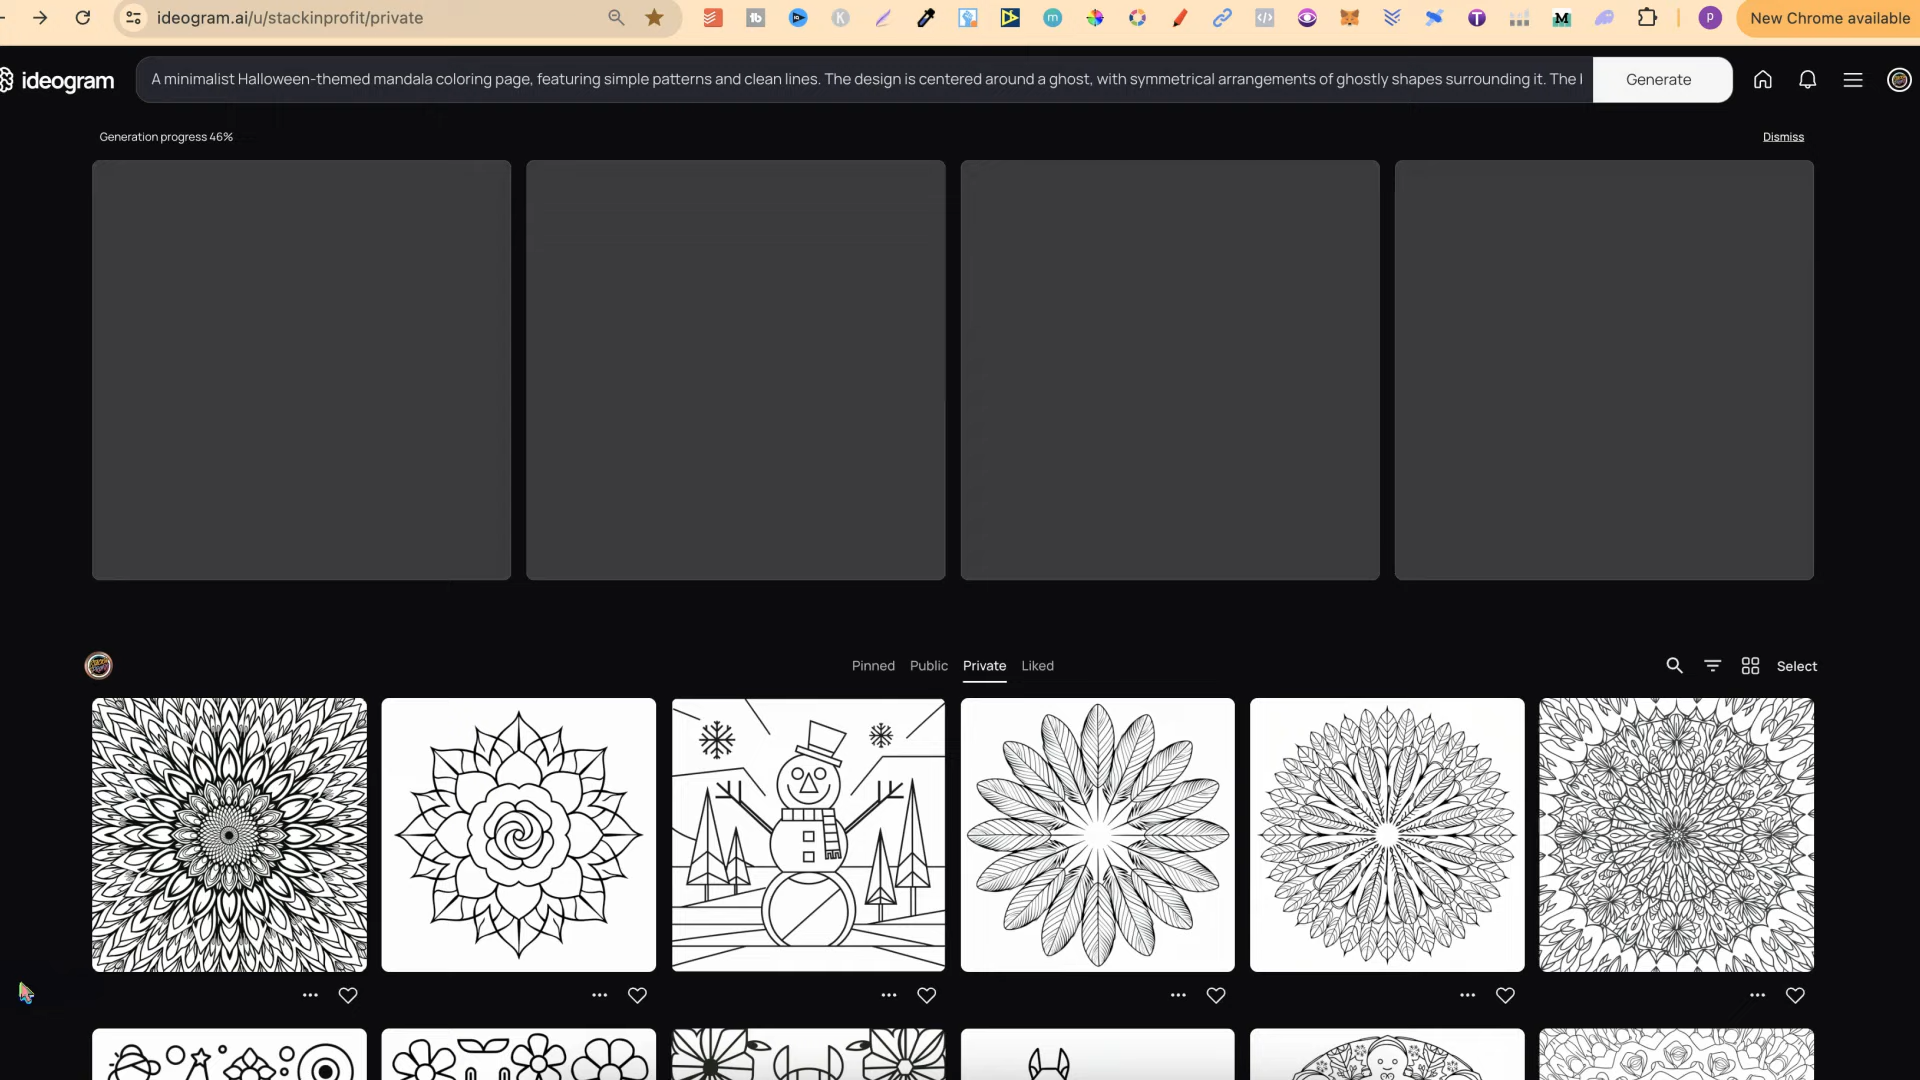 ideogram.ai/u/stackinprofit/private
New Chrome available
ideogram
A minimalist Halloween-themed mandala coloring page, featuring simple patterns and clean lines. The design is centered around a ghost, with symmetrical arrangements of ghostly shapes surrounding it. The
Generate
Generation progress 46%
Dismiss
Pinned Public Private Liked
Select